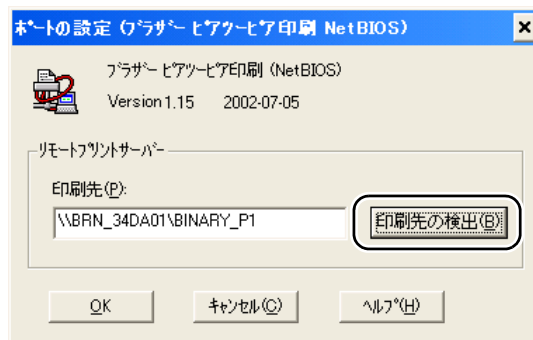 ﾎﾟｰﾄの設定 (ﾌﾞﾗｻﾞｰ ﾋﾟｱﾂｰﾋﾟｱ印刷 NetBIOS)
ﾌﾞﾗｻﾞｰ ﾋﾟｱﾂｰﾋﾟｱ印刷 (NetBIOS)
Version 1.15 2002-07-05
ﾘﾓｰﾄﾌﾟﾘﾝﾄｻｰﾊﾞｰ
印刷先(P):
\\BRN_34DA01\BINARY_P1 印刷先の検出(B)
OK ｷｬﾝｾﾙ(C) ﾍﾙﾌﾟ(H)